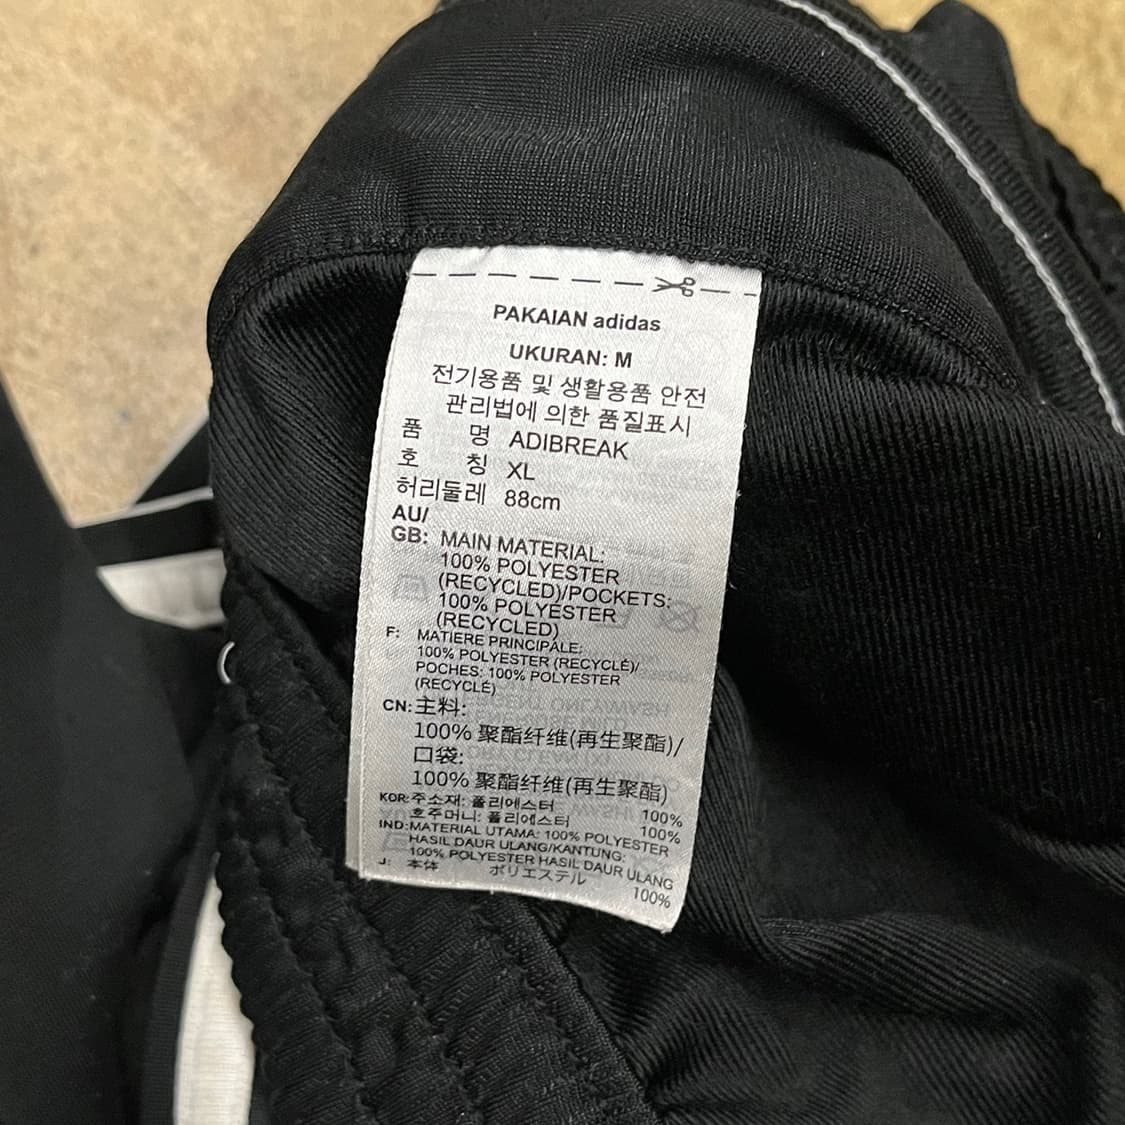 PAKAIAN adidas
UKURAN: M
전기용품 및 생활용품 안전
관리법에 의한 품질표시
품 명 ADIBREAK
호 칭 XL
허리둘레 88cm
AU/
GB: MAIN MATERIAL:
100% POLYESTER
(RECYCLED)/POCKETS:
100% POLYESTER
(RECYCLED)
F: MATIÈRE PRINCIPALE:
100% POLYESTER (RECYCLÉ)/
POCHES: 100% POLYESTER
(RECYCLÉ)
CN: 主料:
100% 聚酯纤维(再生聚酯)/
口袋:
100% 聚酯纤维(再生聚酯)
KOR: 주소재: 폴리에스터 100%
호주머니: 폴리에스터 100%
IND: MATERIAL UTAMA: 100% POLYESTER
HASIL DAUR ULANG/KANTUNG:
100% POLYESTER HASIL DAUR ULANG
J: 本体 ポリエステル 100%